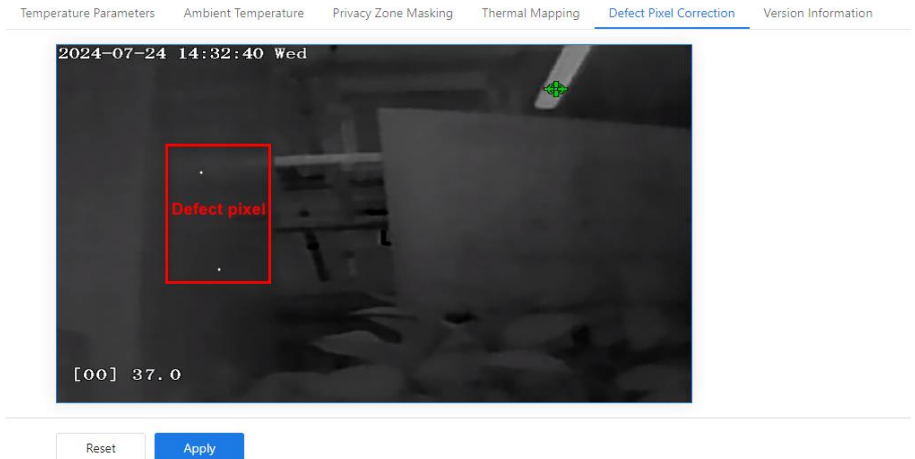 Temperature Parameters Ambient Temperature Privacy Zone Masking Thermal Mapping Defect Pixel Correction Version Information
2024-07-24 14:32:40 Wed
Defect pixel
[00] 37.0
Reset Apply